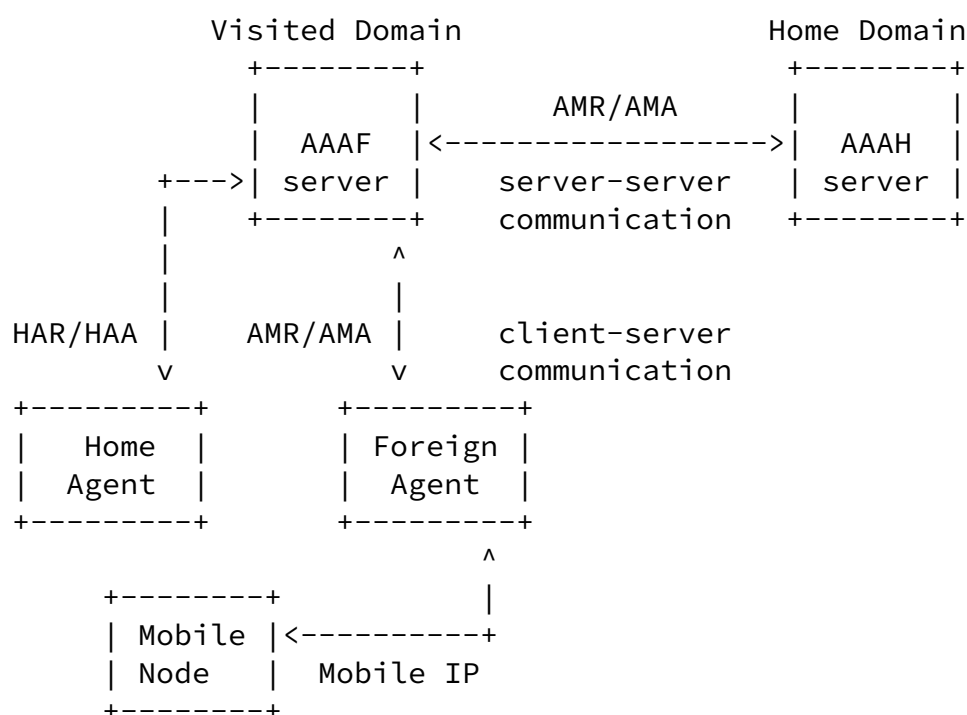 Visited Domain Home Domain
AMR/AMA
AAAF AAAH
server server-server server
communication
HAR/HAA AMR/AMA client-server
communication
Home Foreign
Agent Agent
Mobile
Node Mobile IP